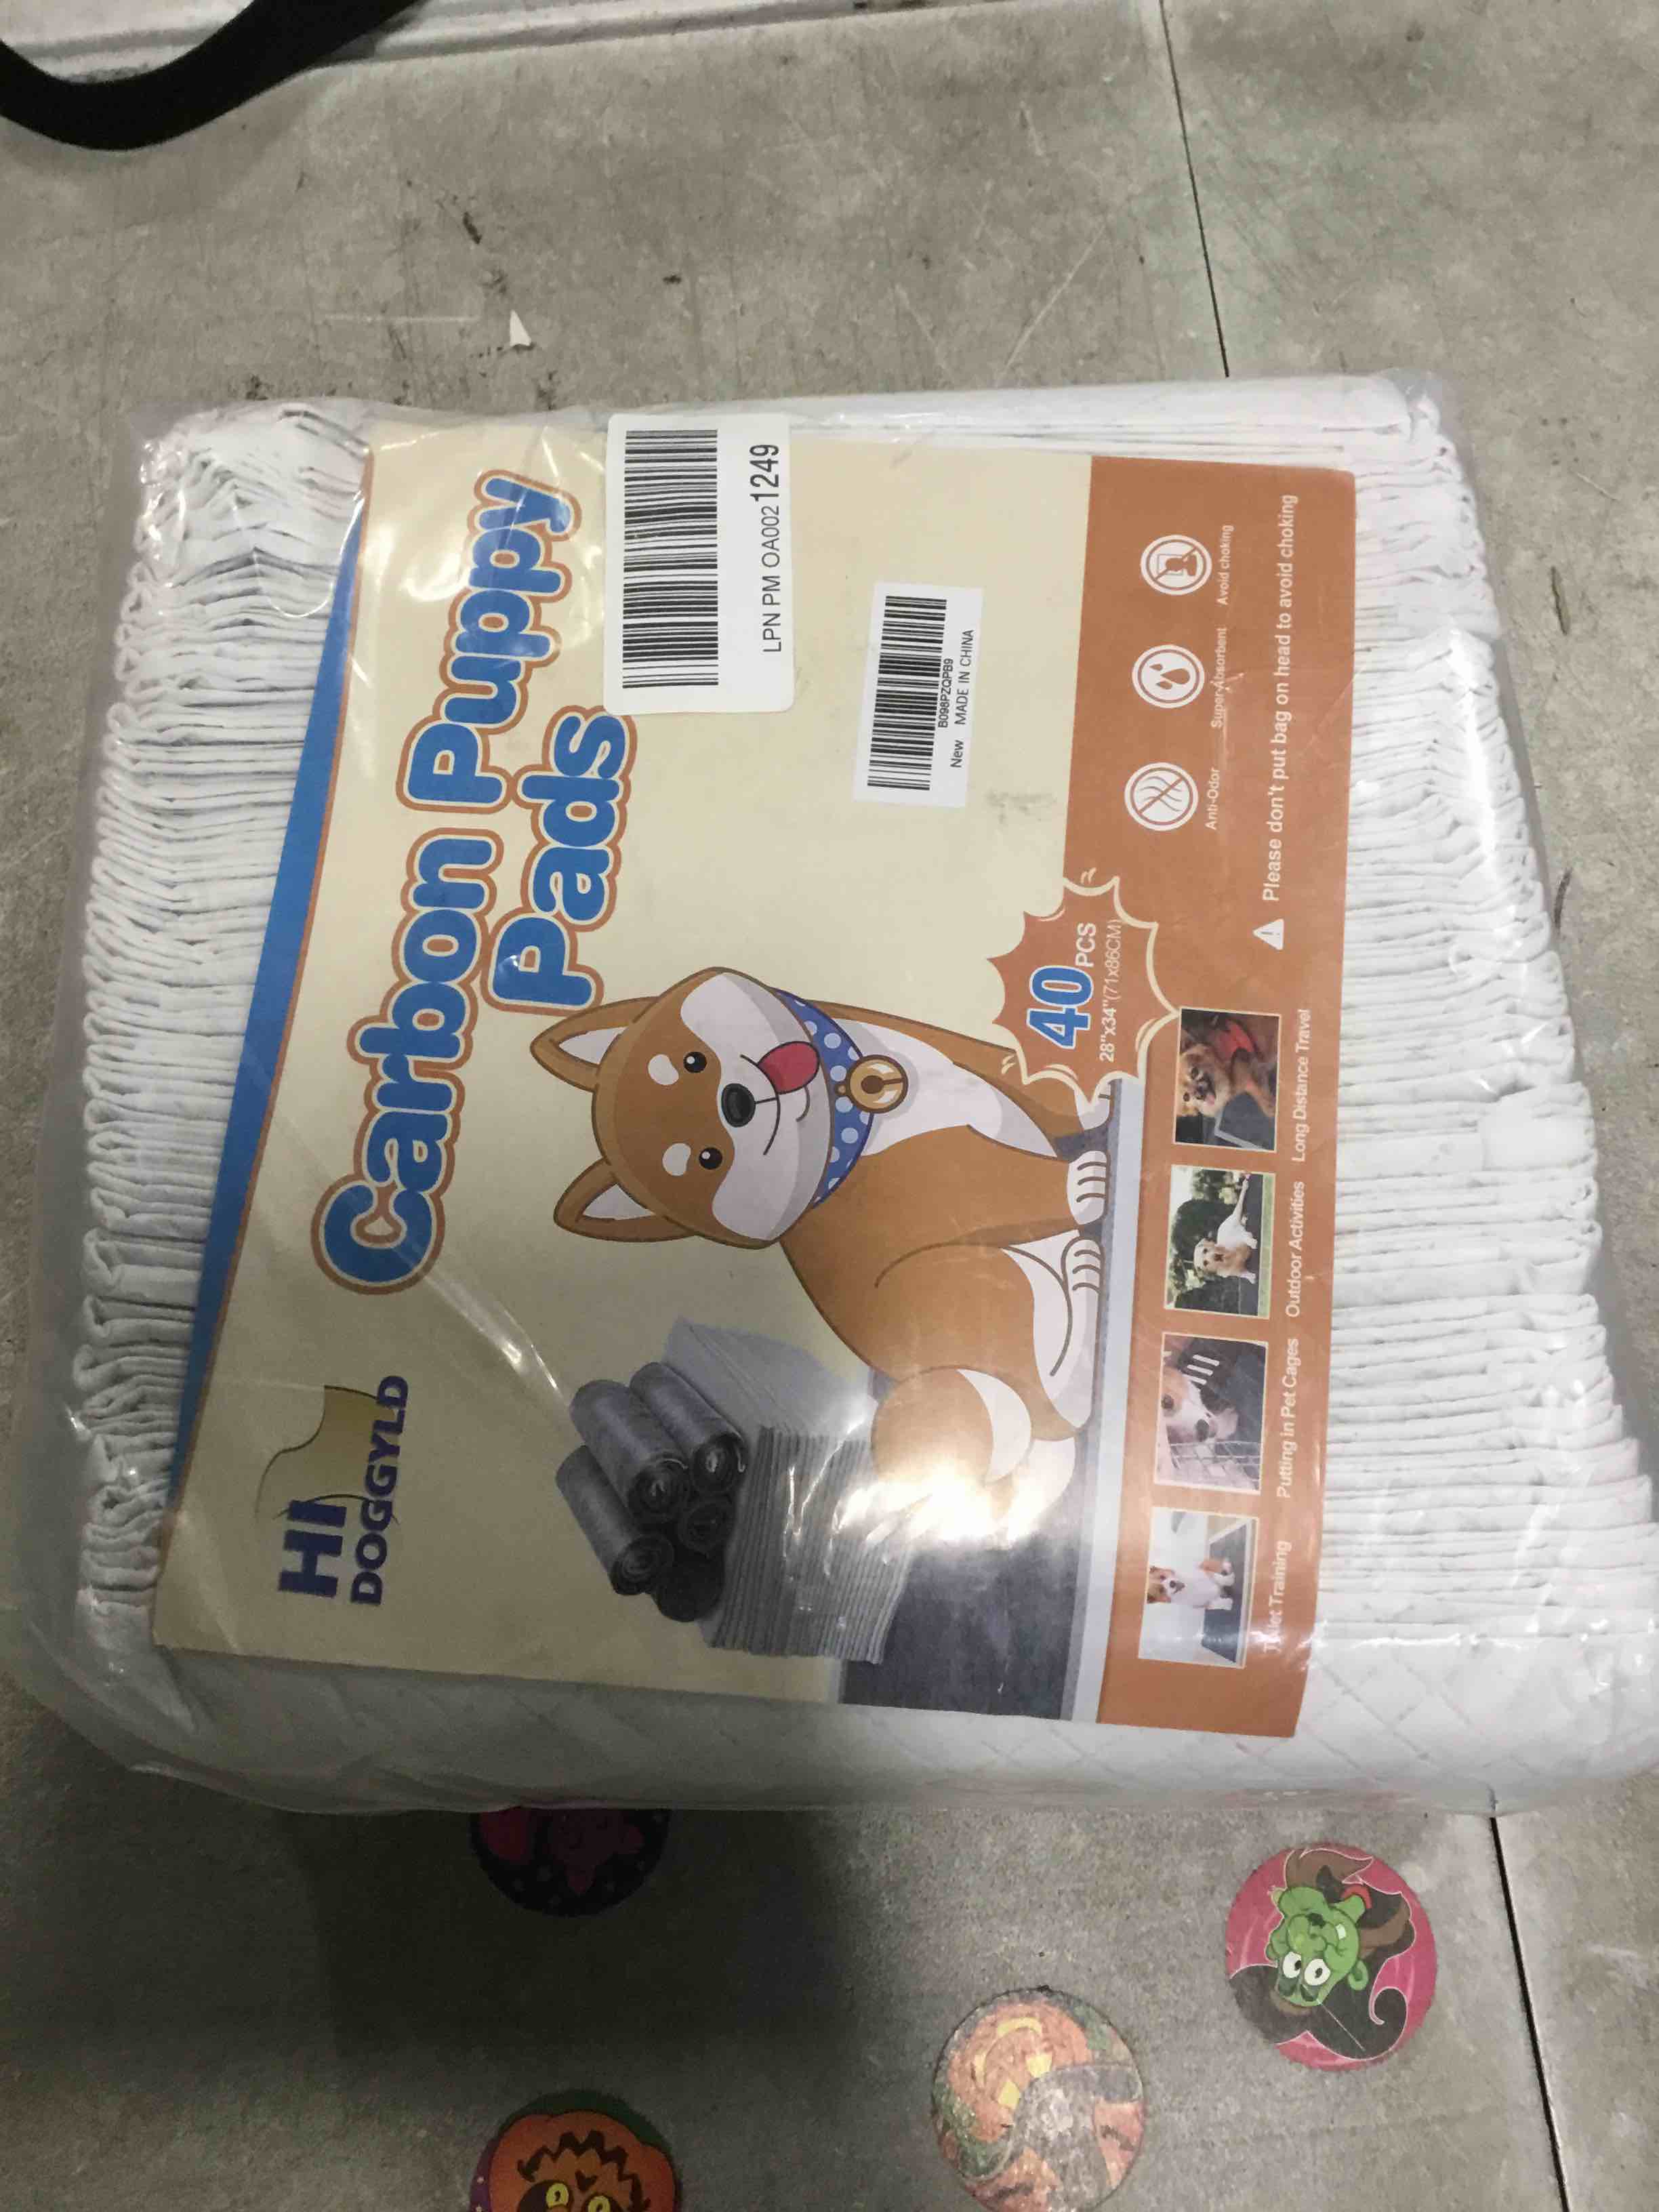 HI
DOGGYLD
Carbon Puppy
Pads
LPN PM OA0021249
B098PZQPB9
New MADE IN CHINA
40 PCS
28"x34"(71x86CM)
Anti-Odor
Super Absorbent
Avoid choking
Toilet Training
Putting in Pet Cages
Outdoor Activities
Long Distance Travel
Please don't put bag on head to avoid choking